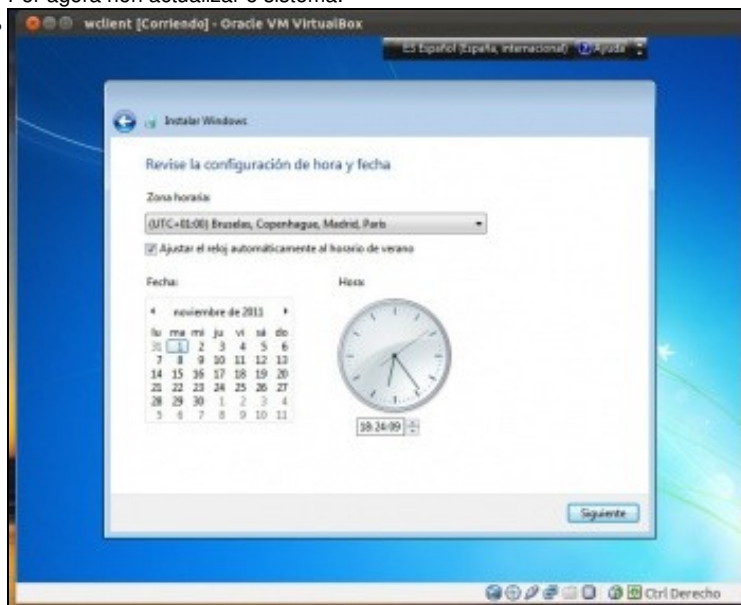 Por agora non actualizar o sistema.
wclient [Corriendo] - Oracle VM VirtualBox
ES Español (España, internacional) Ayuda
Instalar Windows
Revise la configuración de hora y fecha
Zona horaria:
(UTC+01:00) Bruselas, Copenhague, Madrid, París
Ajustar el reloj automáticamente al horario de verano
Fecha: Hora:
noviembre de 2011
lu ma mi ju vi sá do
31 1 2 3 4 5 6
7 8 9 10 11 12 13
14 15 16 17 18 19 20
21 22 23 24 25 26 27
28 29 30 1 2 3 4
5 6 7 8 9 10 11
18:24:09
Siguiente
Ctrl Derecho